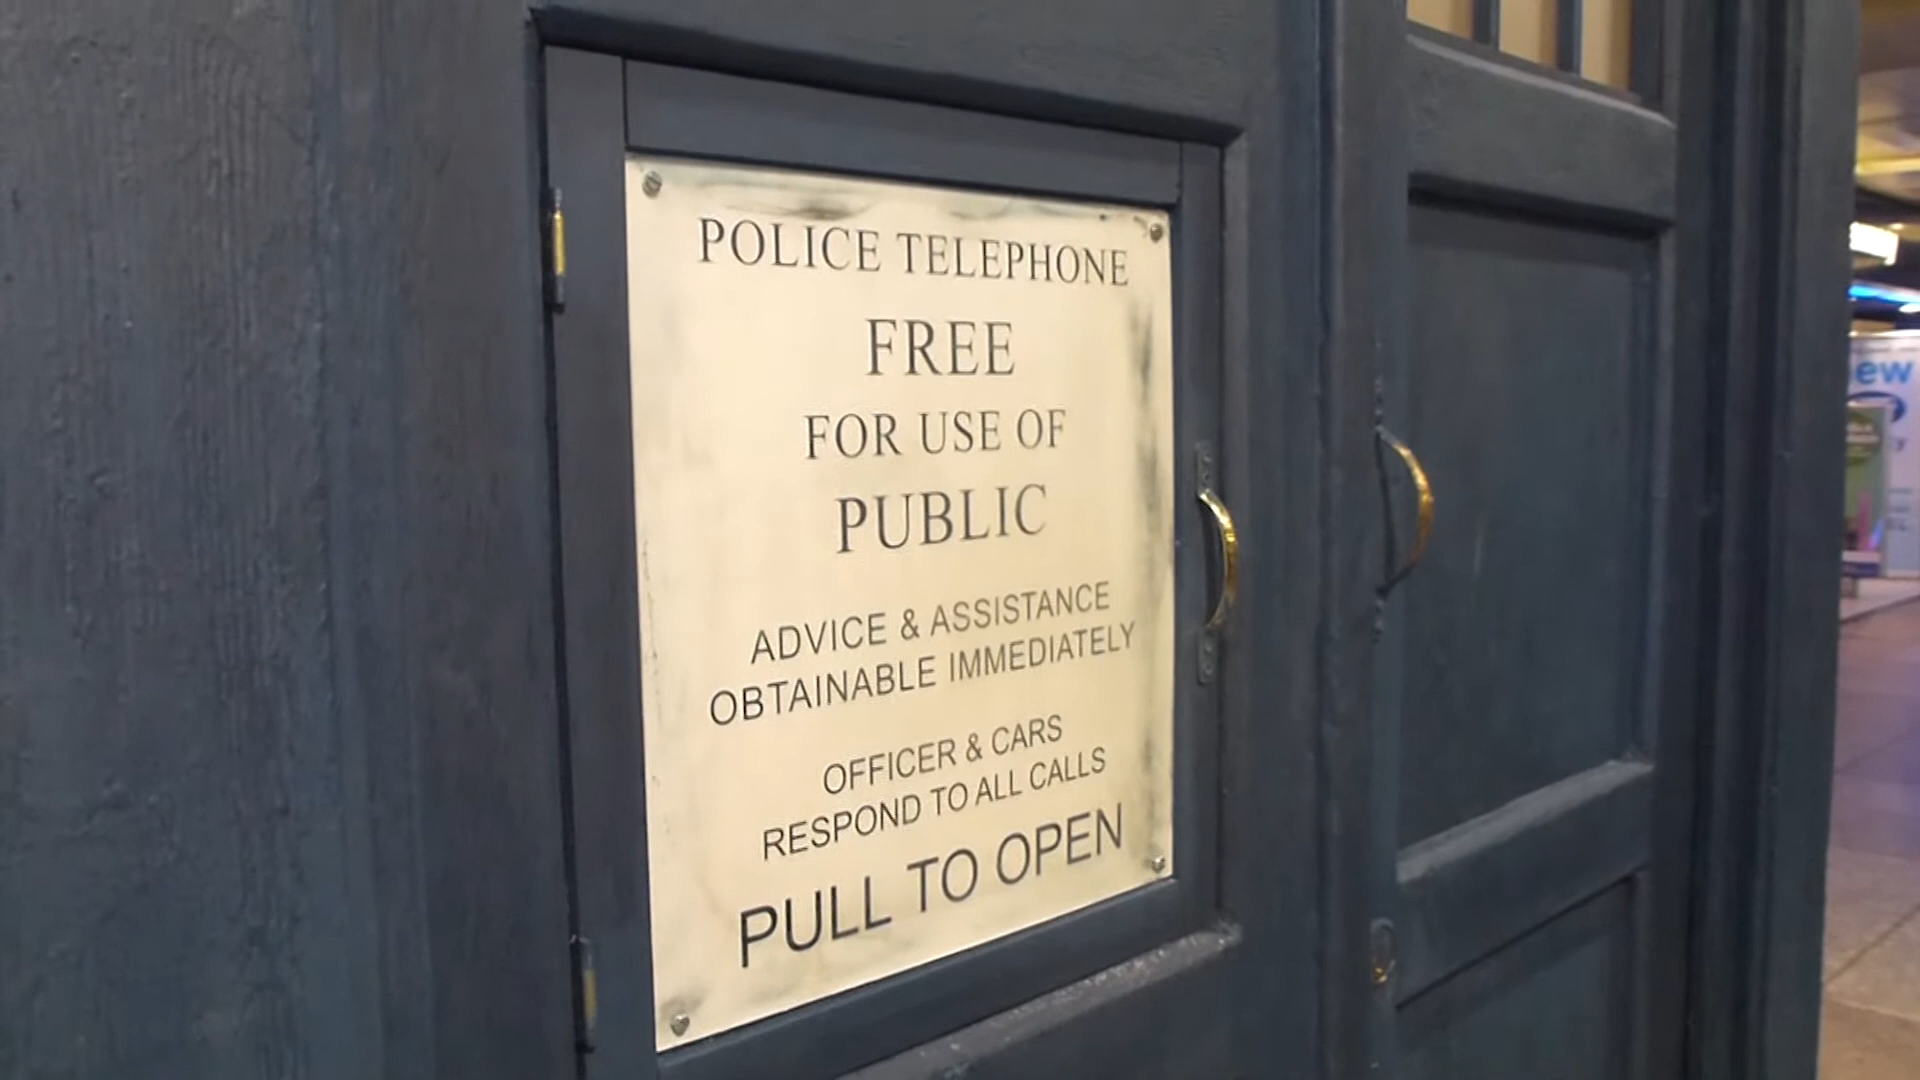 POLICE TELEPHONE
FREE
FOR USE OF
PUBLIC
ADVICE & ASSISTANCE
OBTAINABLE IMMEDIATELY
OFFICER & CARS
RESPOND TO ALL CALLS
PULL TO OPEN
ew